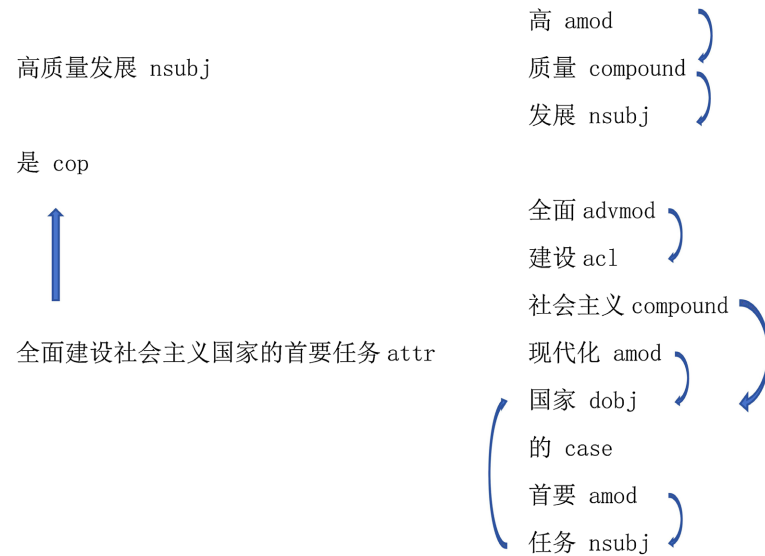 高质量发展 nsubj
是 cop
全面建设社会主义国家的首要任务 attr
高 amod
质量 compound
发展 nsubj
全面 advmod
建设 acl
社会主义 compound
现代化 amod
国家 dobj
的 case
首要 amod
任务 nsubj